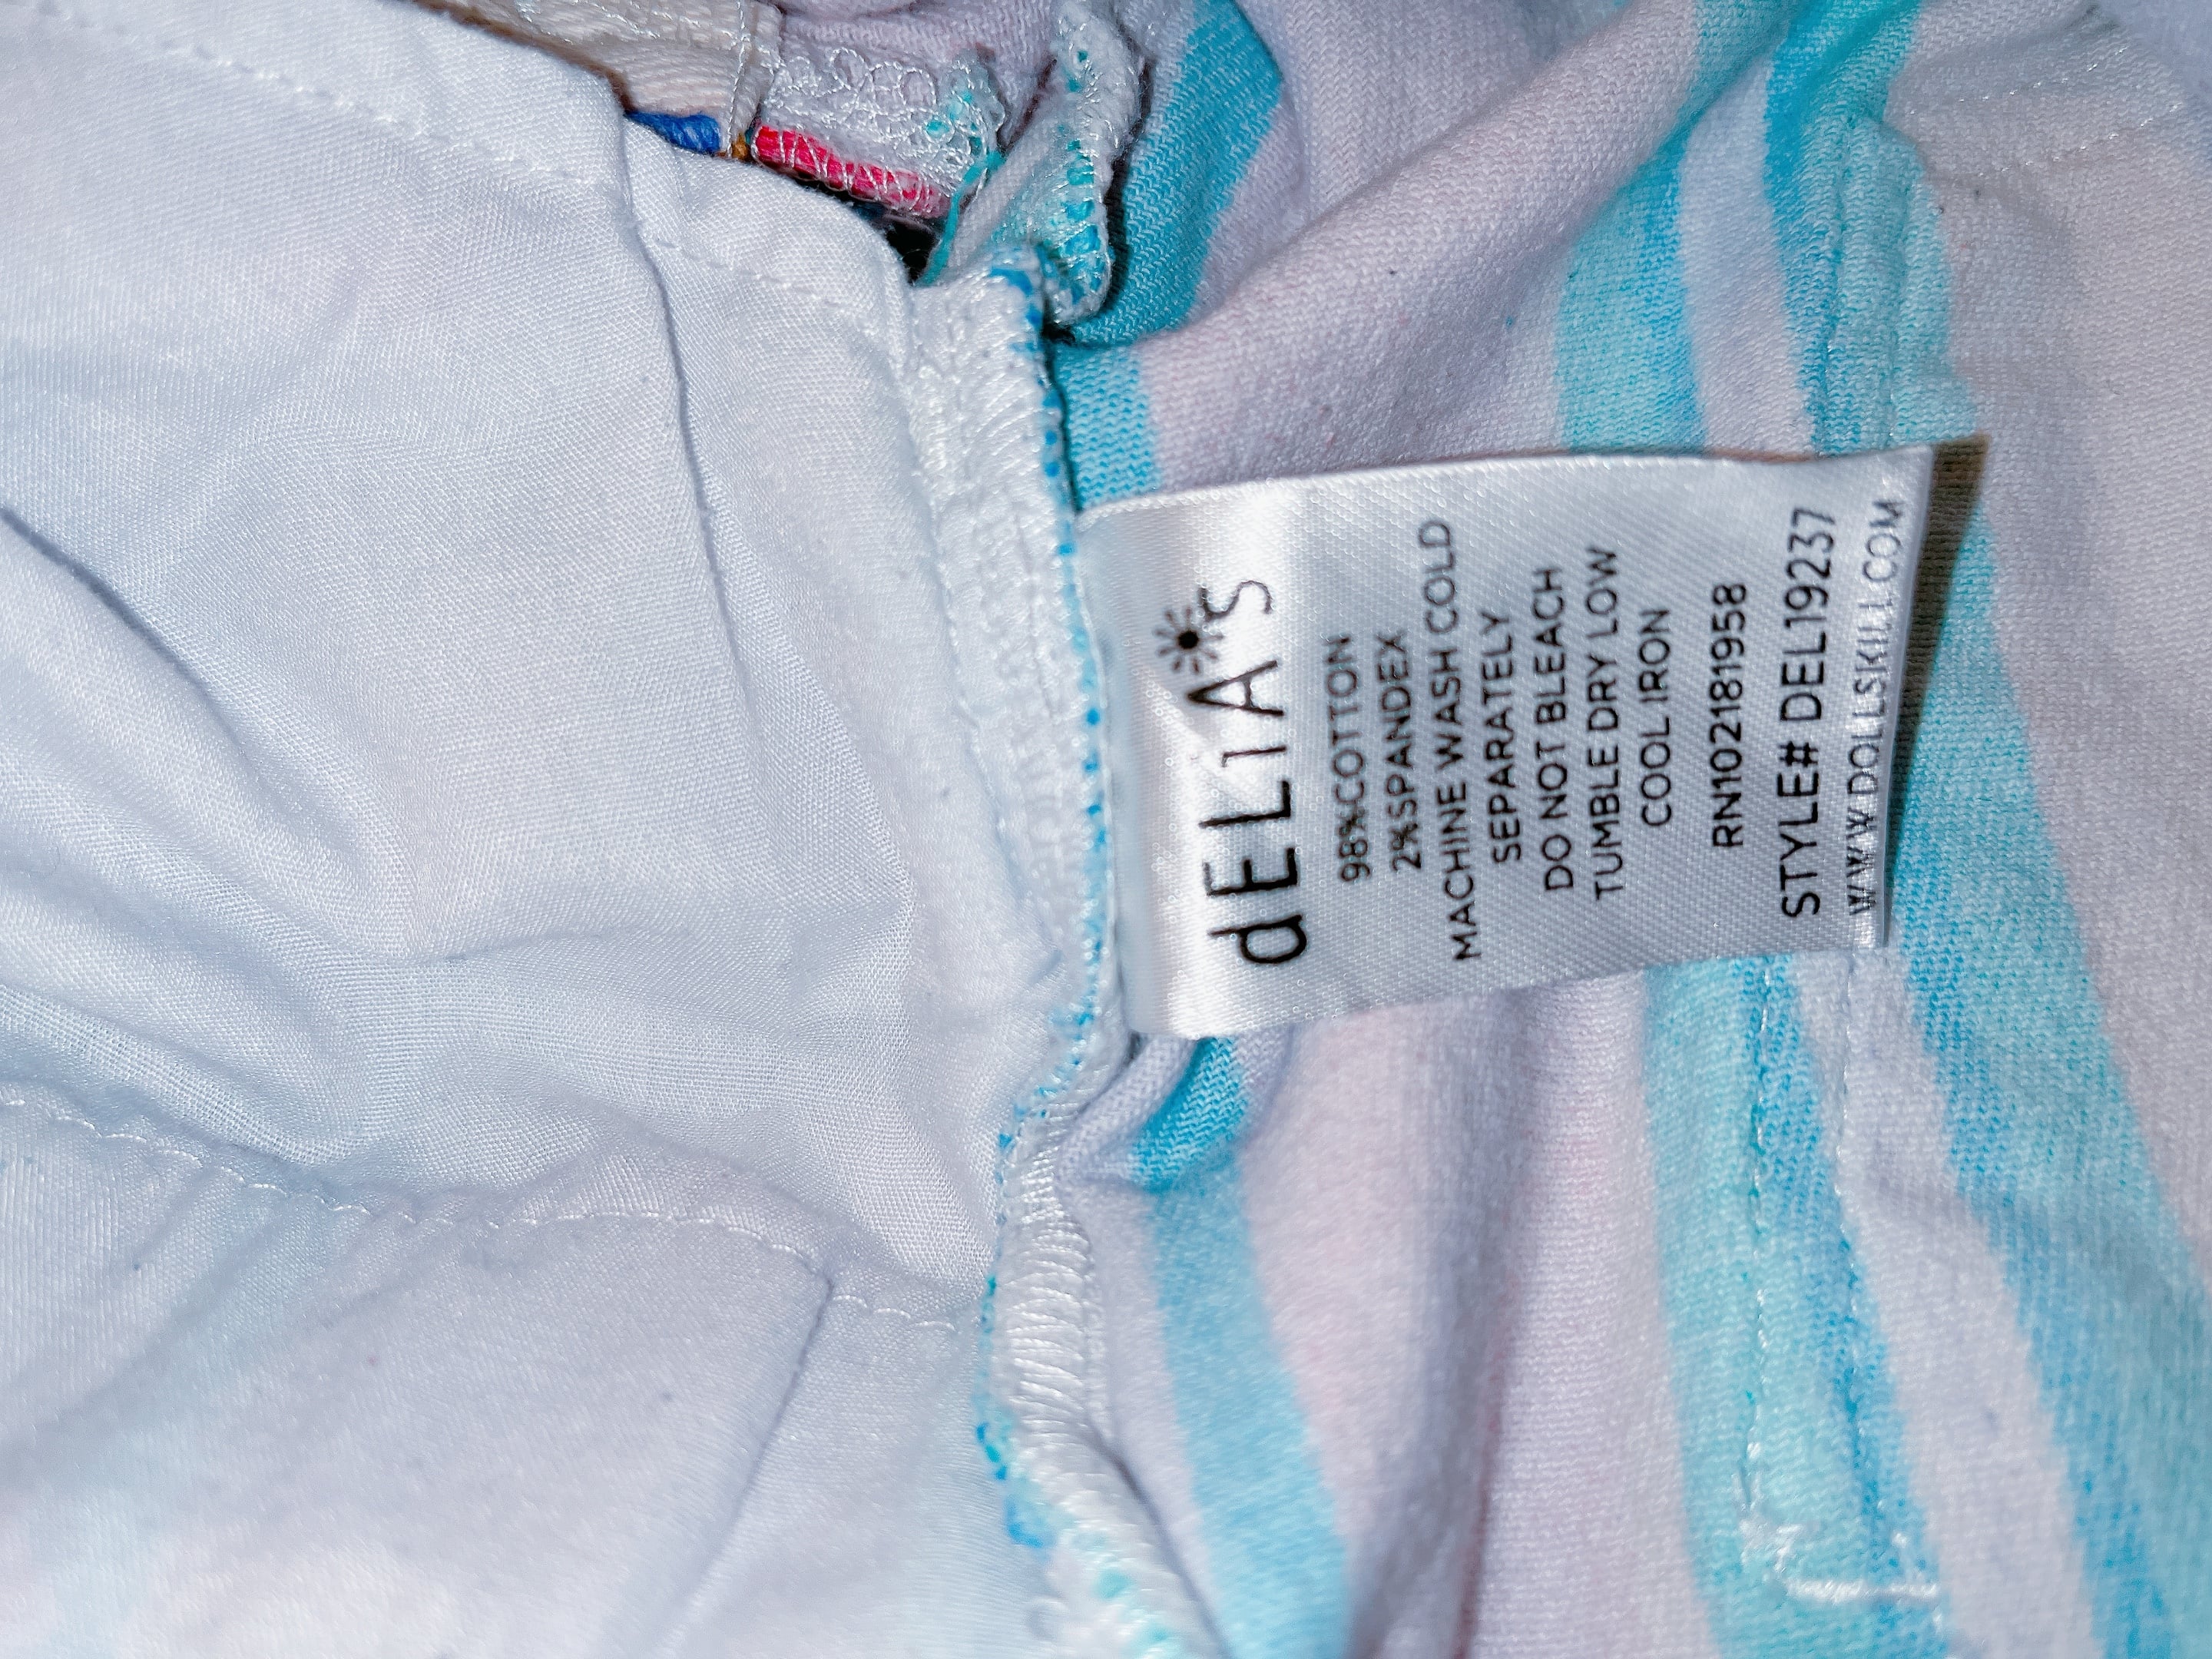 dELiA*S
98%COTTON
2%SPANDEX
MACHINE WASH COLD
SEPARATELY
DO NOT BLEACH
TUMBLE DRY LOW
COOL IRON
RN102181958
STYLE# DEL19237
WWW.DOLLSKILL.COM